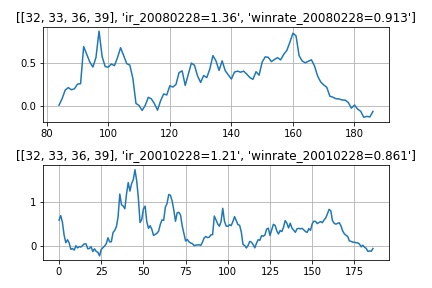 [[32, 33, 36, 39], 'ir_20080228=1.36', 'winrate_20080228=0.913']
0.5
0.0
80 100 120 140 160 180
[[32, 33, 36, 39], 'ir_20010228=1.21', 'winrate_20010228=0.861']
1
0
0 25 50 75 100 125 150 175